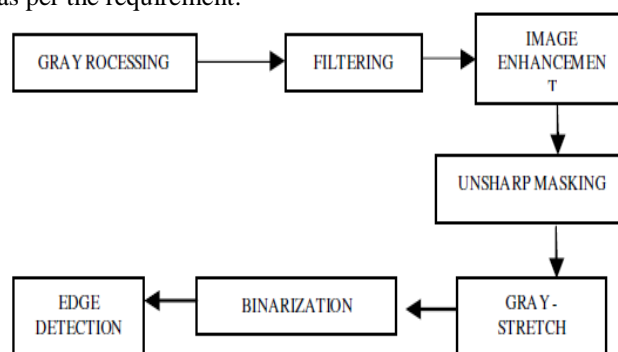 as per the requirement.
GRAY ROCESSING
FILTERING
IMAGE
ENHANCEMEN
T
UNSHARP MASKING
GRAY-
STRETCH
BINARIZATION
EDGE
DETECTION